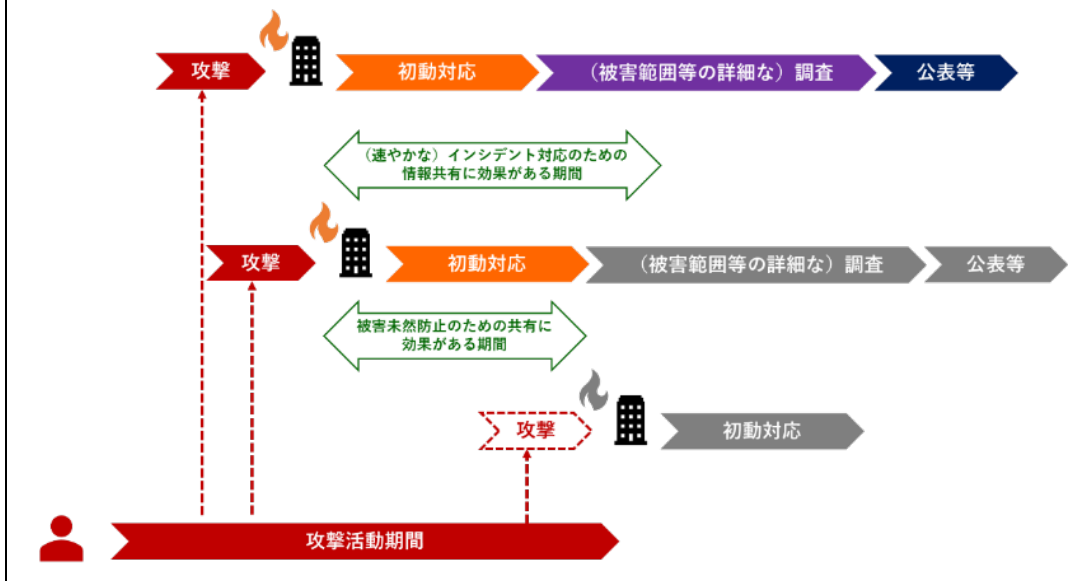 攻撃
初動対応
（被害範囲等の詳細な）調査
公表等
（速やかな）インシデント対応のための
情報共有に効果がある期間
攻撃
初動対応
（被害範囲等の詳細な）調査
公表等
被害未然防止のための共有に
効果がある期間
攻撃
初動対応
攻撃活動期間